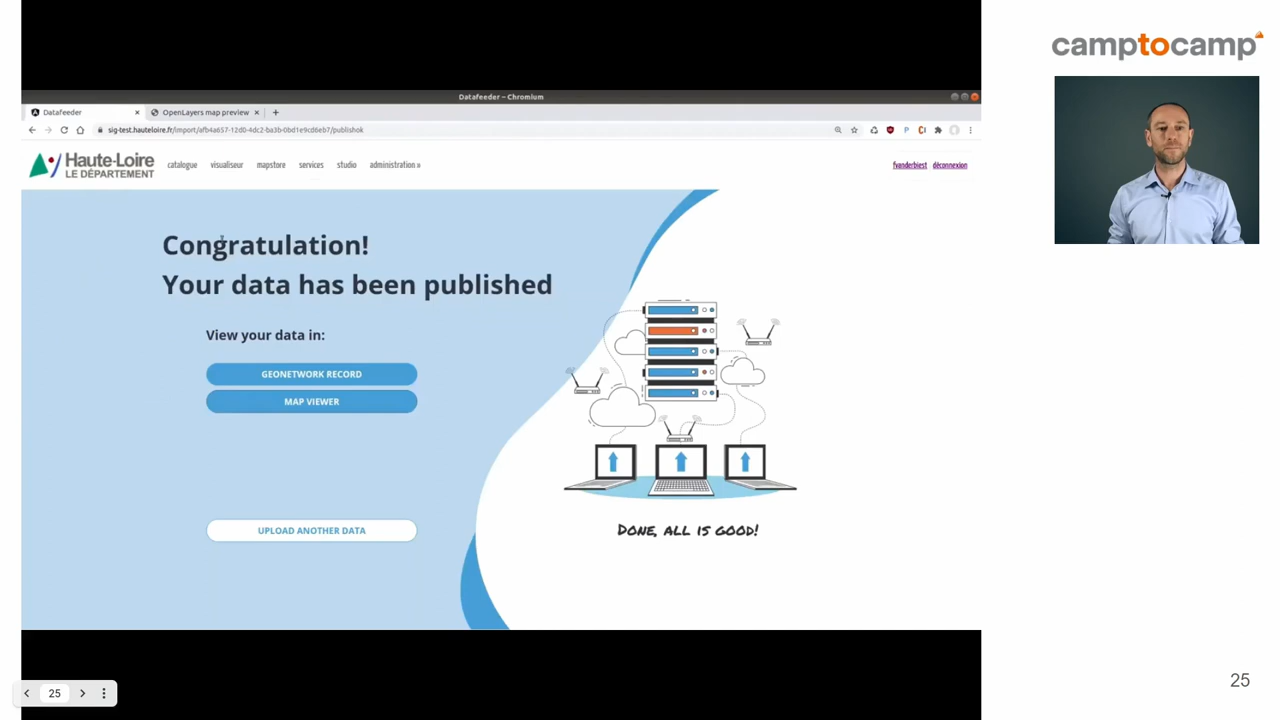 camptocamp
Datafeeder – Chromium
Datafeeder
OpenLayers map preview
sig-test.hauteloire.fr/import/afb4a657-12d0-4dc2-ba3b-0bd1e9cd6eb7/publishok
Haute-Loire
LE DÉPARTEMENT
catalogue visualiseur mapstore services studio administration »
fvanderbiest déconnexion
Congratulation!
Your data has been published
View your data in:
GEONETWORK RECORD
MAP VIEWER
UPLOAD ANOTHER DATA
DONE, ALL IS GOOD!
25
25